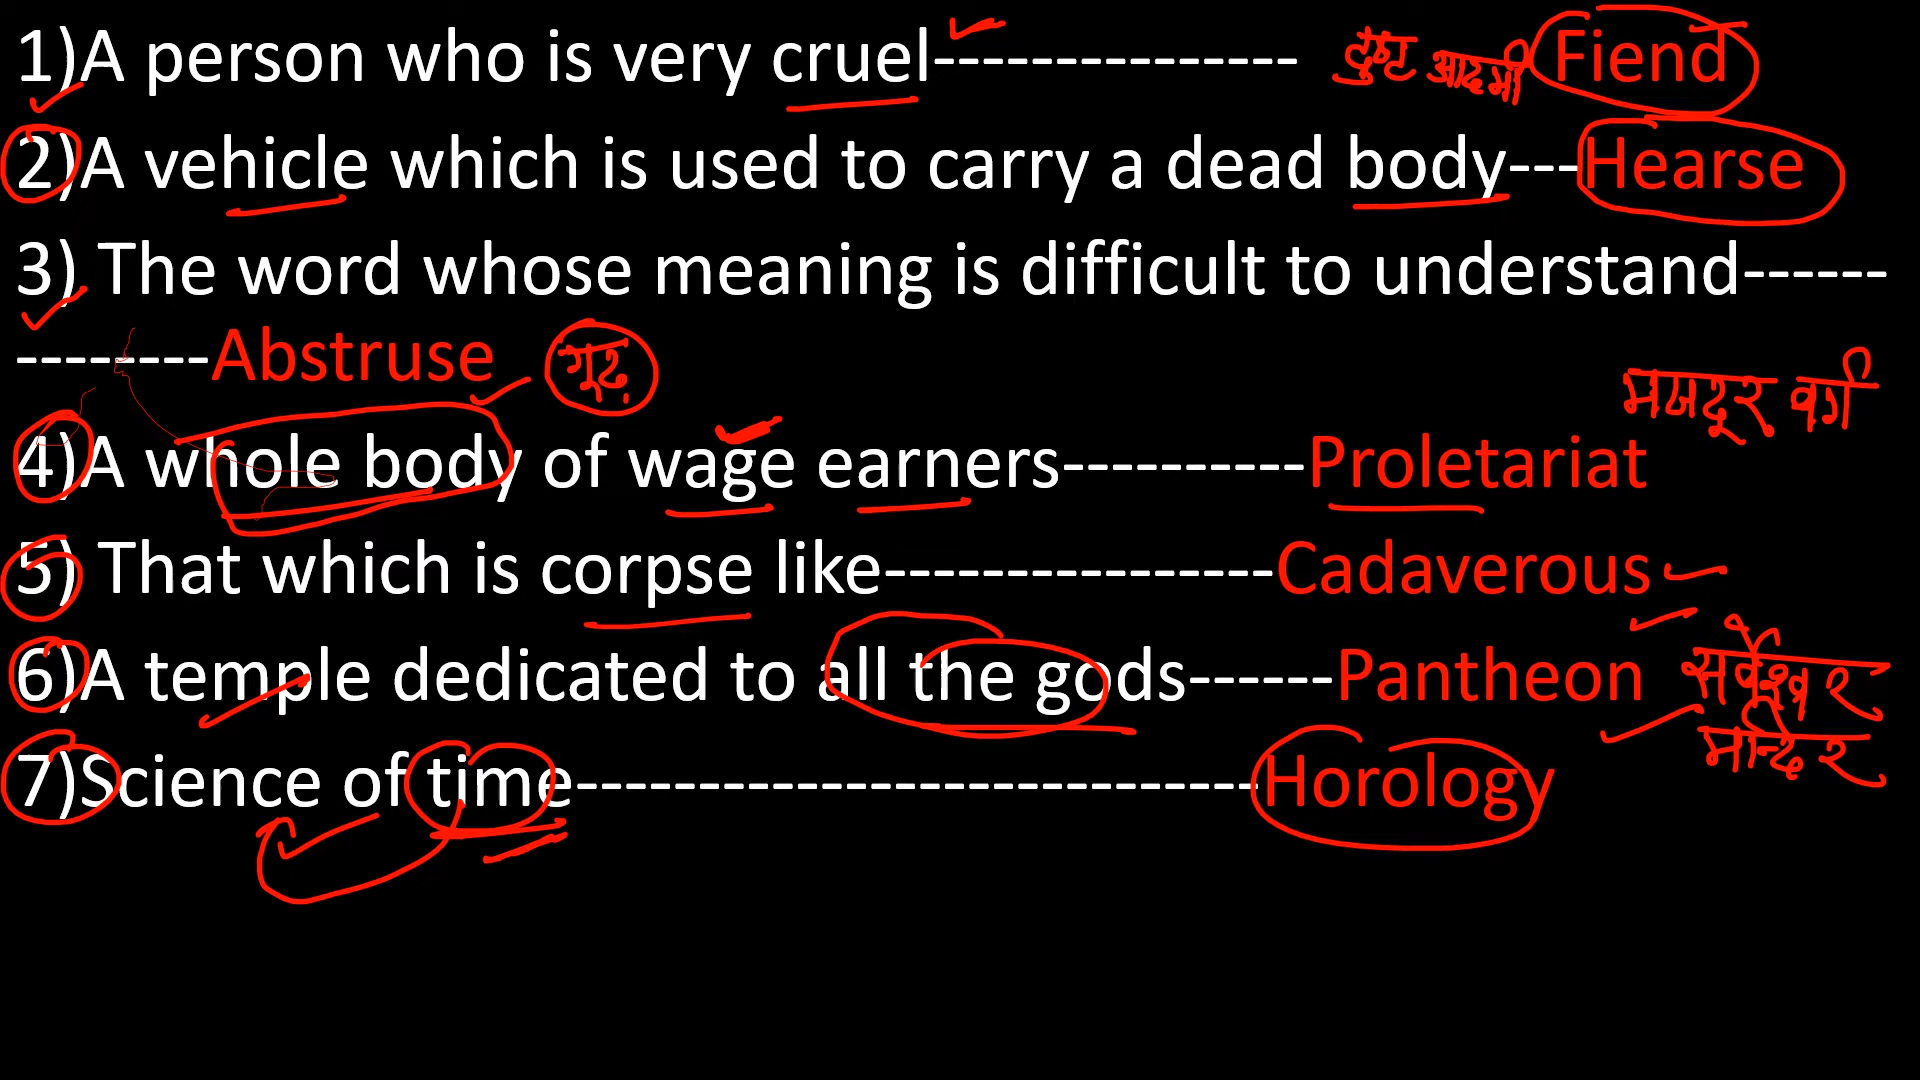 1)A person who is very cruel--------------- दुष्ट आदमी Fiend
2)A vehicle which is used to carry a dead body---Hearse
3) The word whose meaning is difficult to understand------
--------Abstruse गूढ़
मजदूर वर्ग
4)A whole body of wage earners----------Proletariat
5) That which is corpse like----------------Cadaverous
6)A temple dedicated to all the gods------Pantheon सर्वेश्वर
मन्दिर
7)Science of time----------------------------Horology